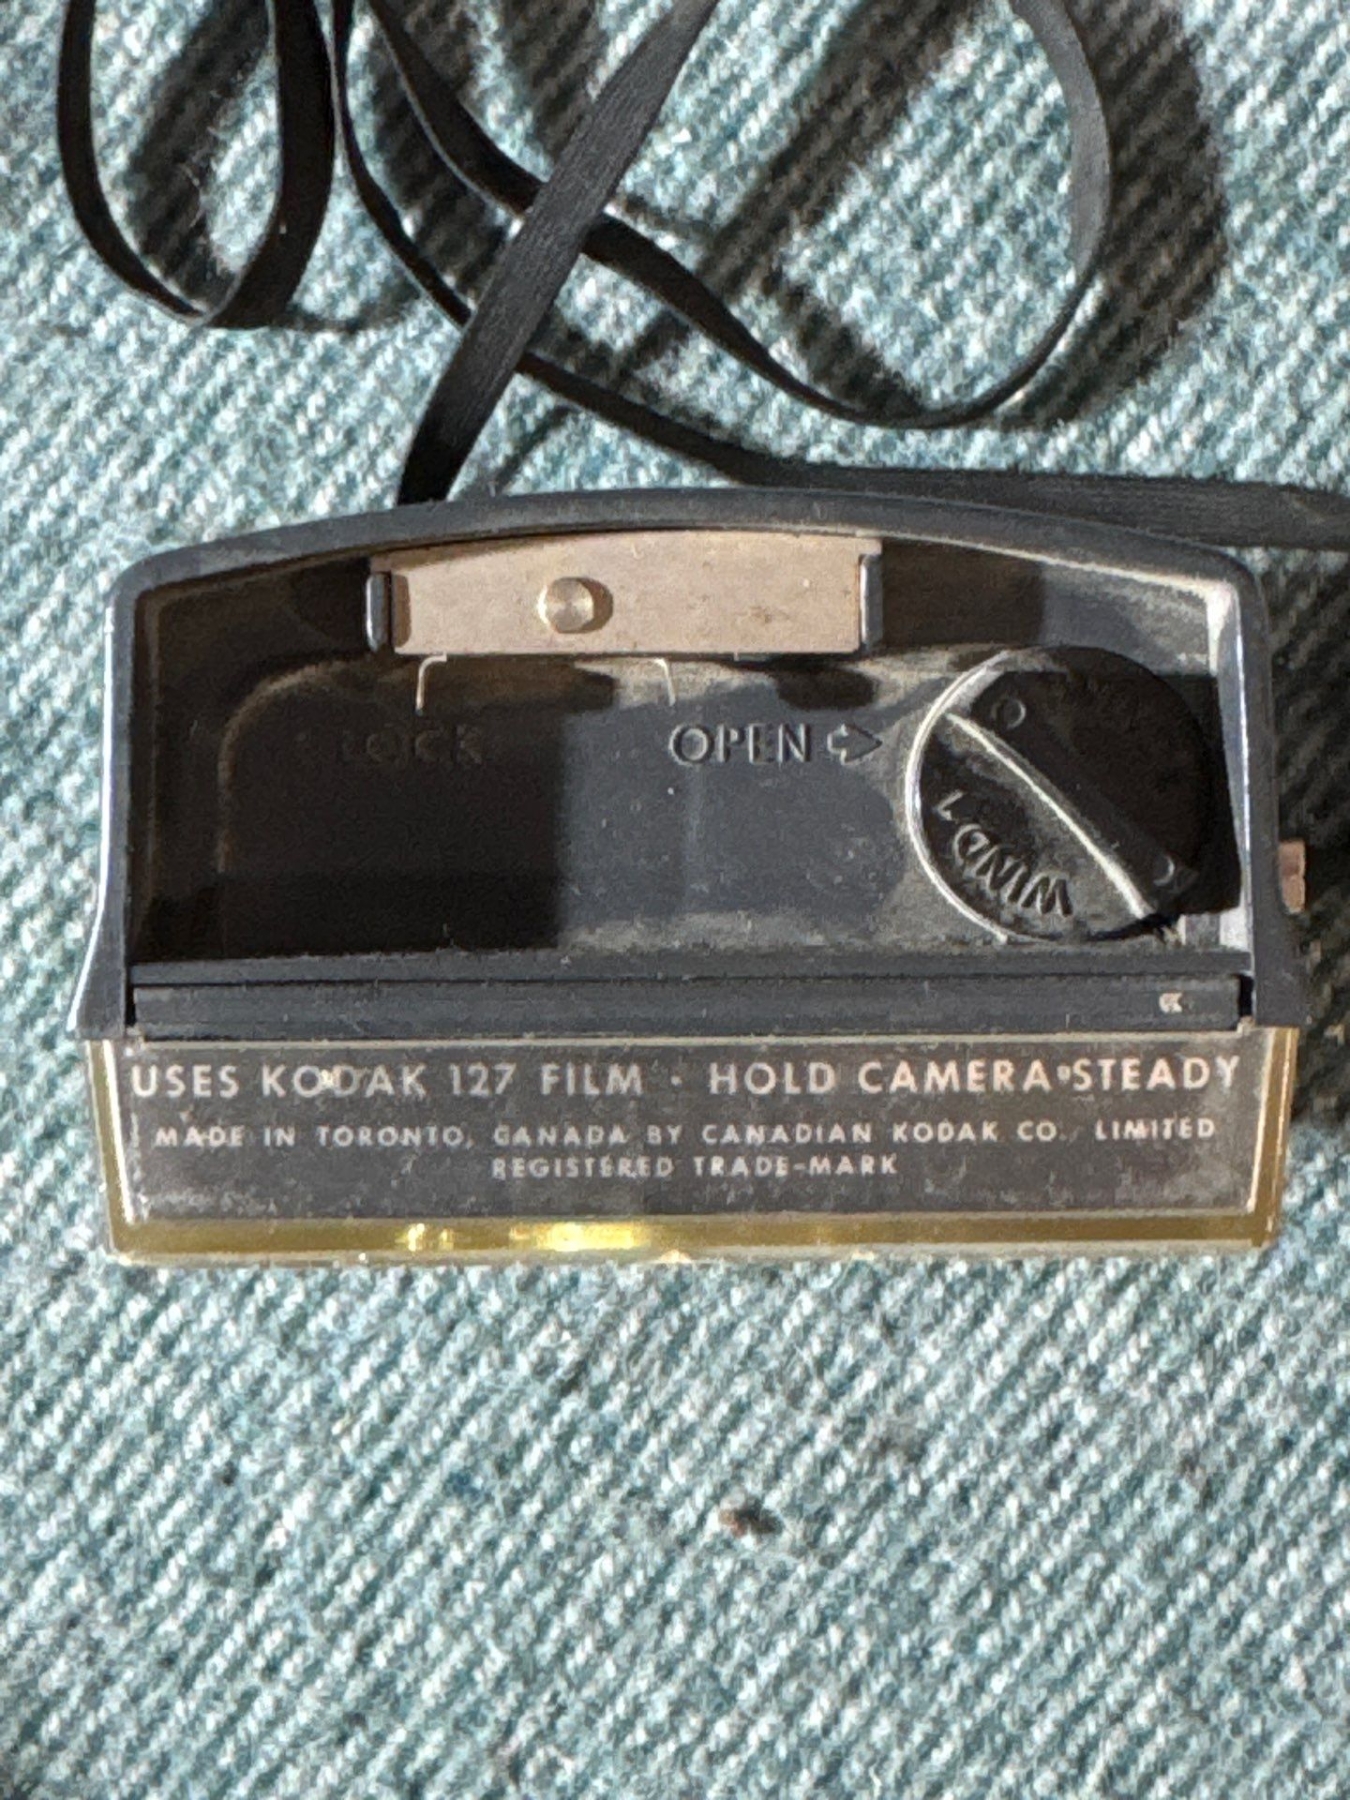 LOCK
OPEN
WIND
USES KODAK 127 FILM · HOLD CAMERA STEADY
MADE IN TORONTO, CANADA BY CANADIAN KODAK CO., LIMITED
REGISTERED TRADE-MARK